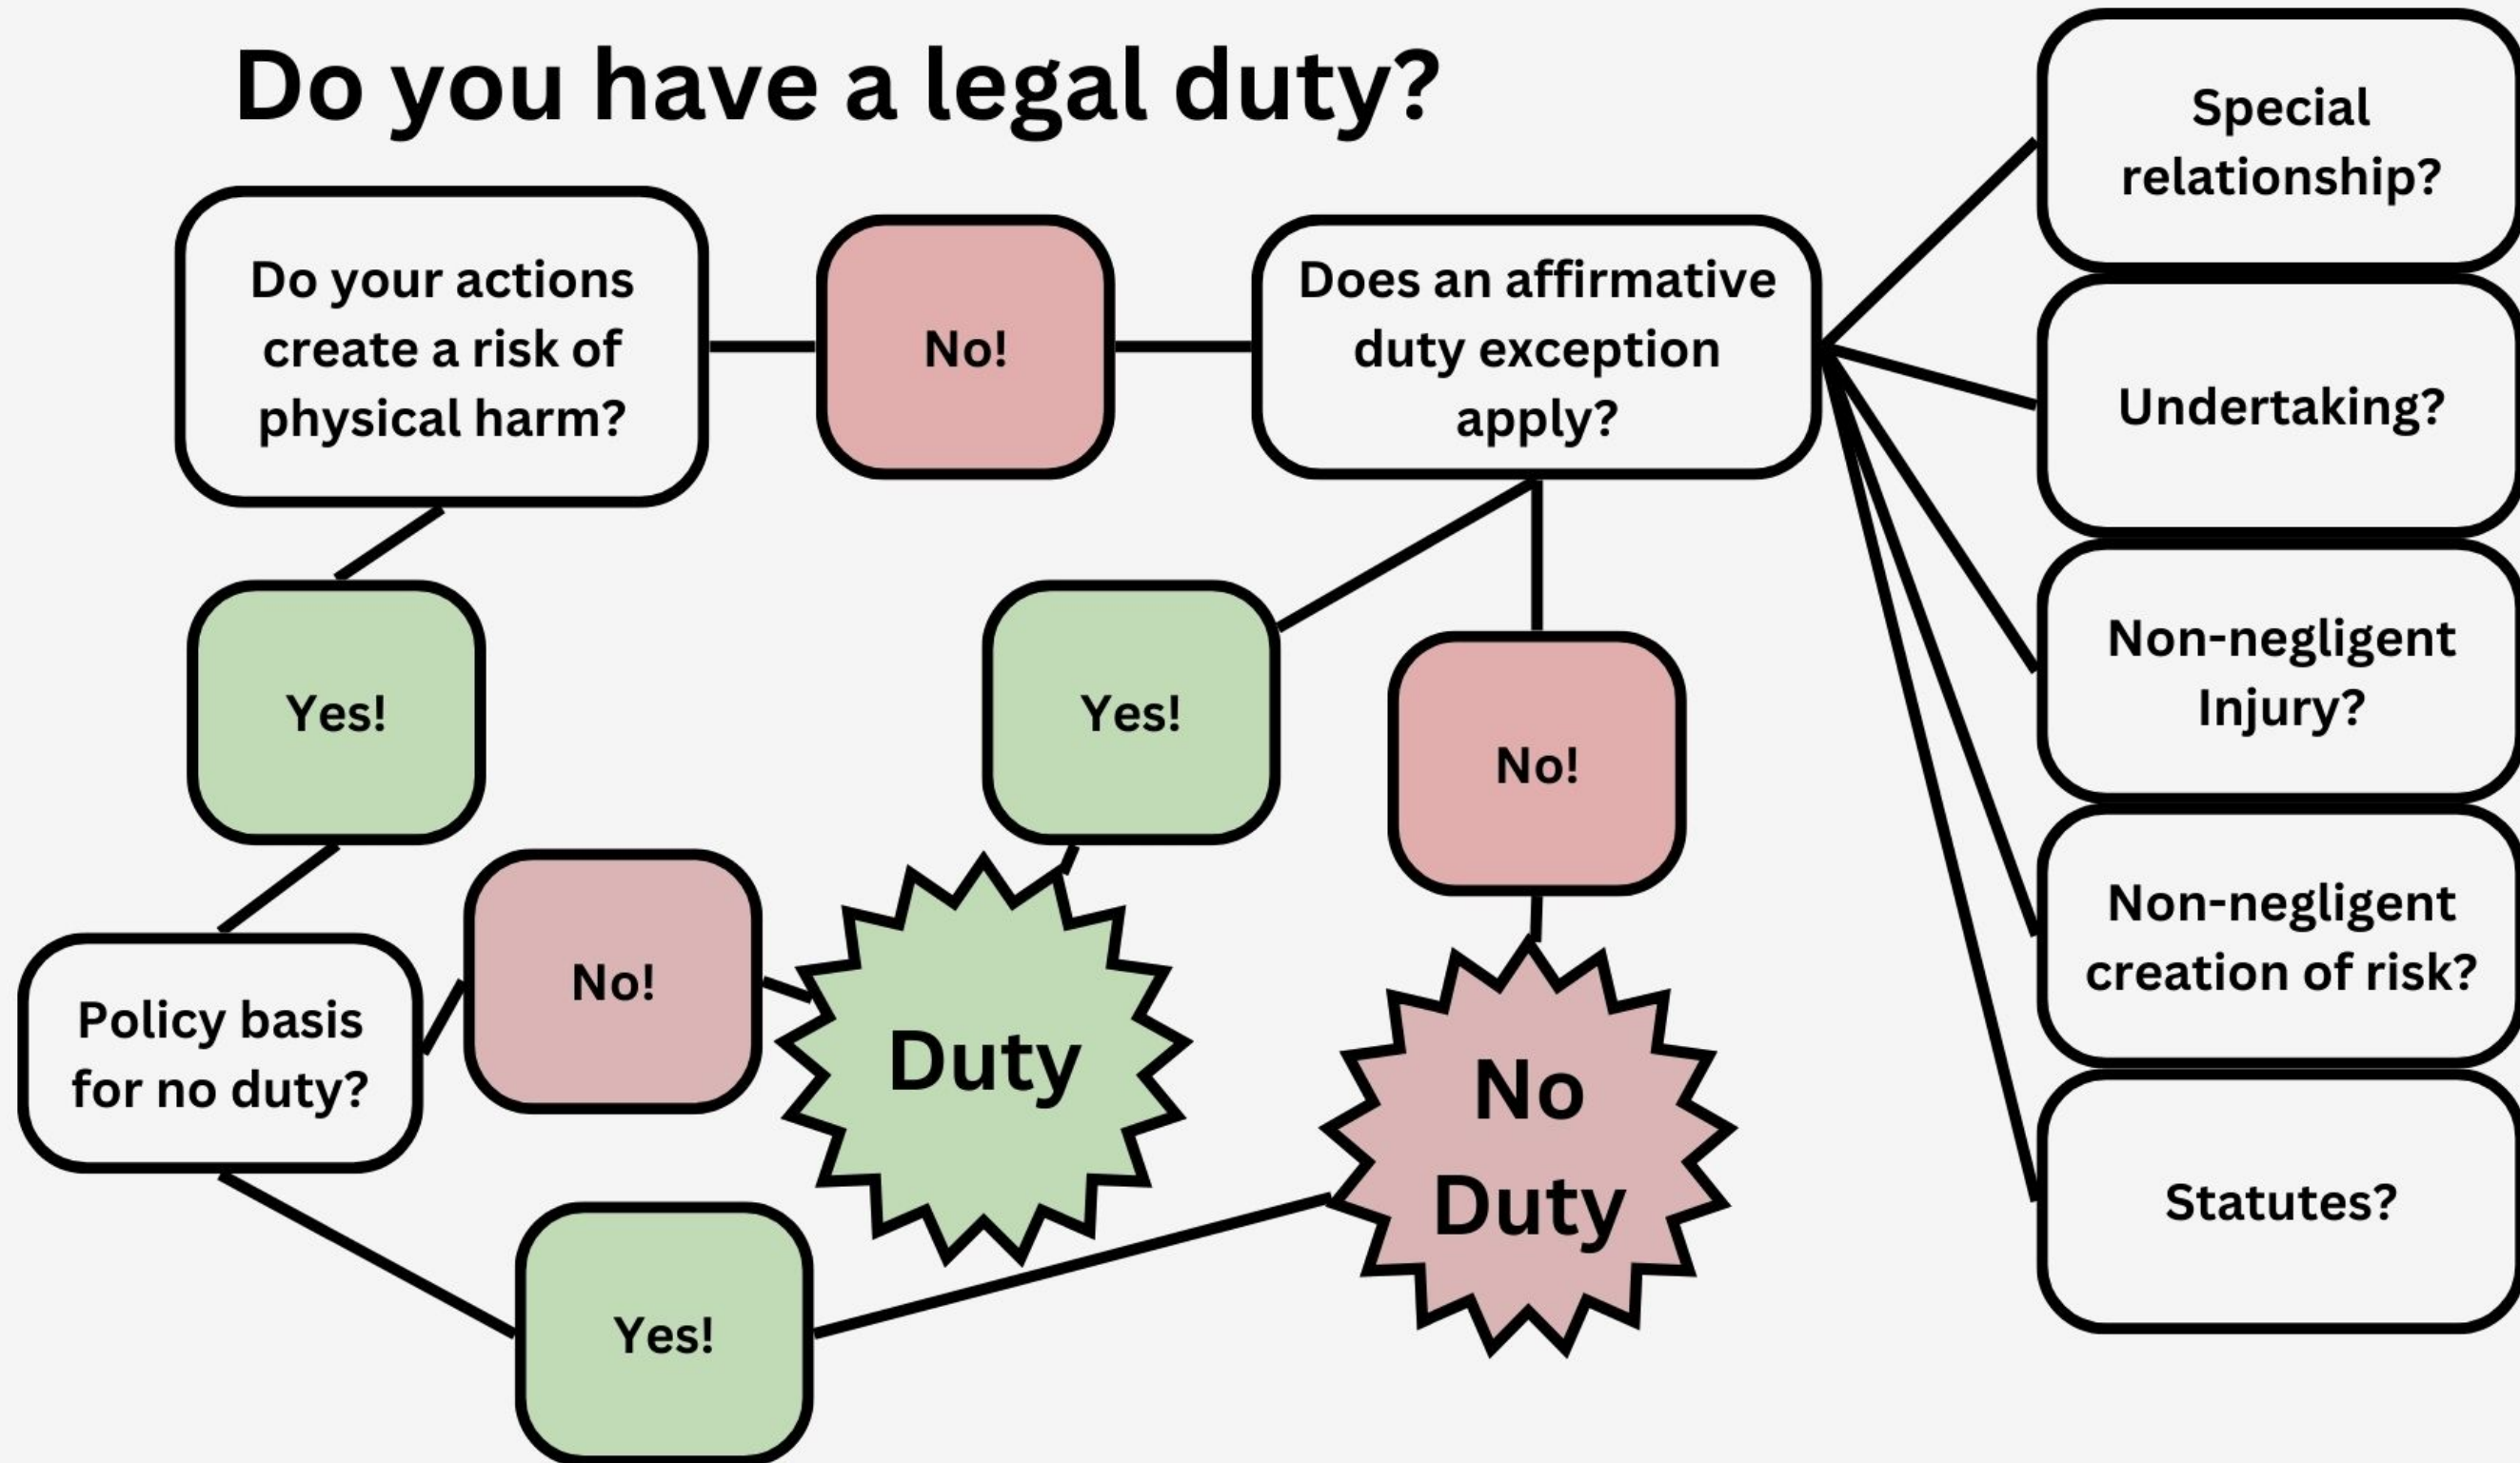 Do you have a legal duty?
Do your actions
create a risk of
physical harm?
No!
Does an affirmative
duty exception
apply?
Special
relationship?
Undertaking?
Non-negligent
Injury?
Non-negligent
creation of risk?
Statutes?
Yes!
Yes!
No!
Policy basis
for no duty?
No!
Duty
No
Duty
Yes!